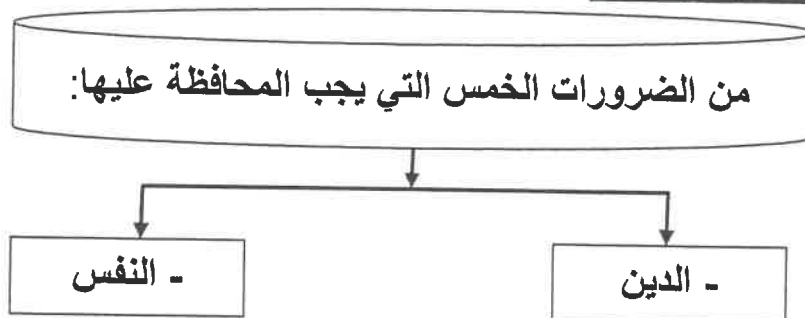 من الضرورات الخمس التي يجب المحافظة عليها:
- الدين
- النفس